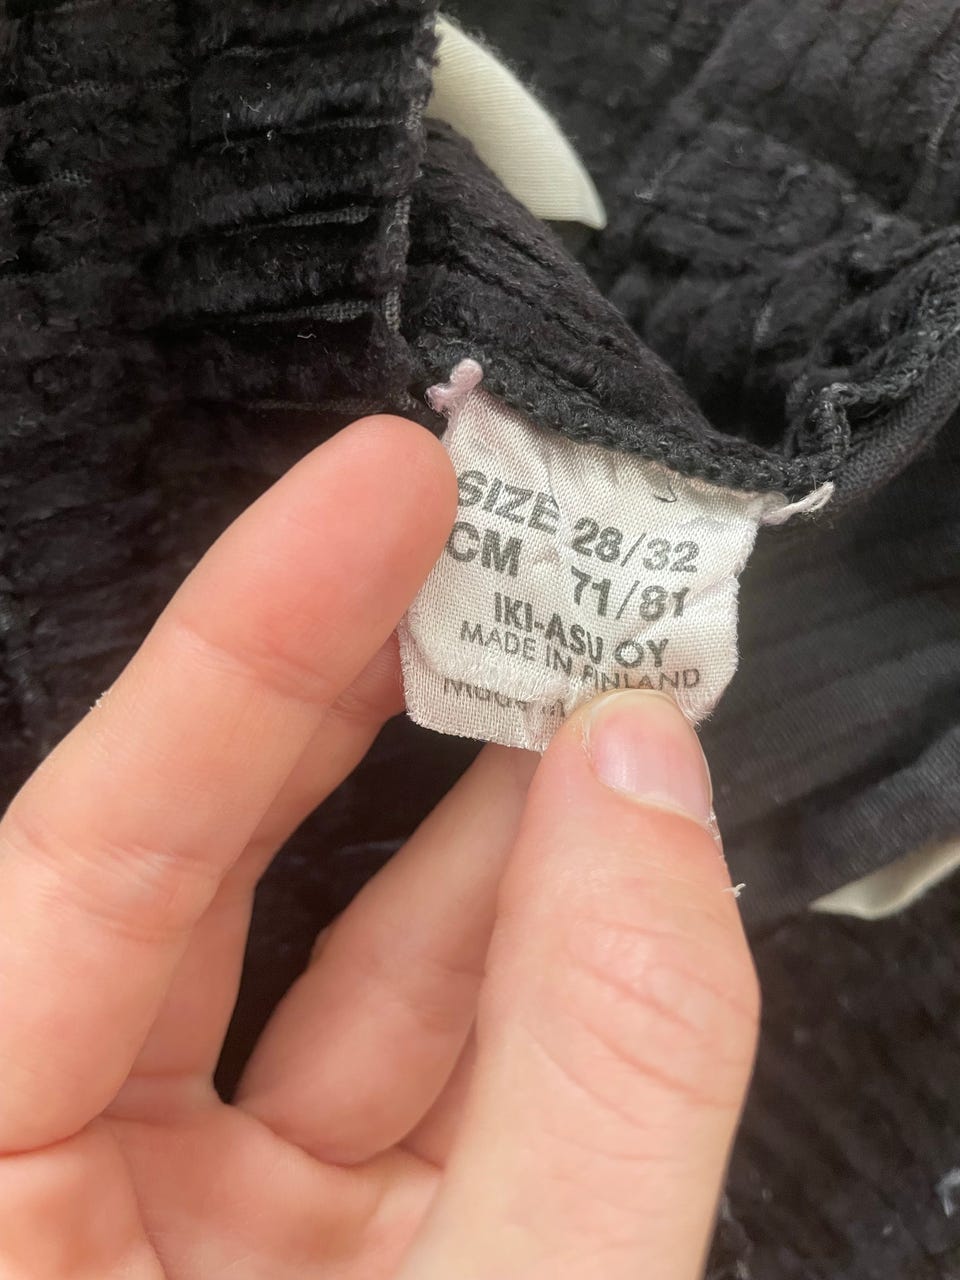 SIZE 28/32
CM 71/81
IKI-ASU OY
MADE IN FINLAND